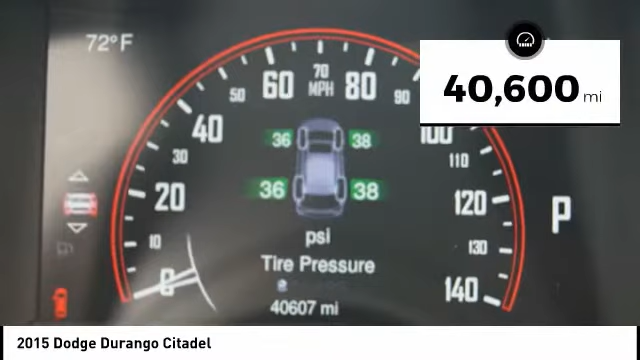 72°F
40,600 mi
70
60 MPH 80
50 90
40 36 38 100
30 110
20 36 38 120 P
psi
10 130
Tire Pressure
0 140
40607 mi
2015 Dodge Durango Citadel